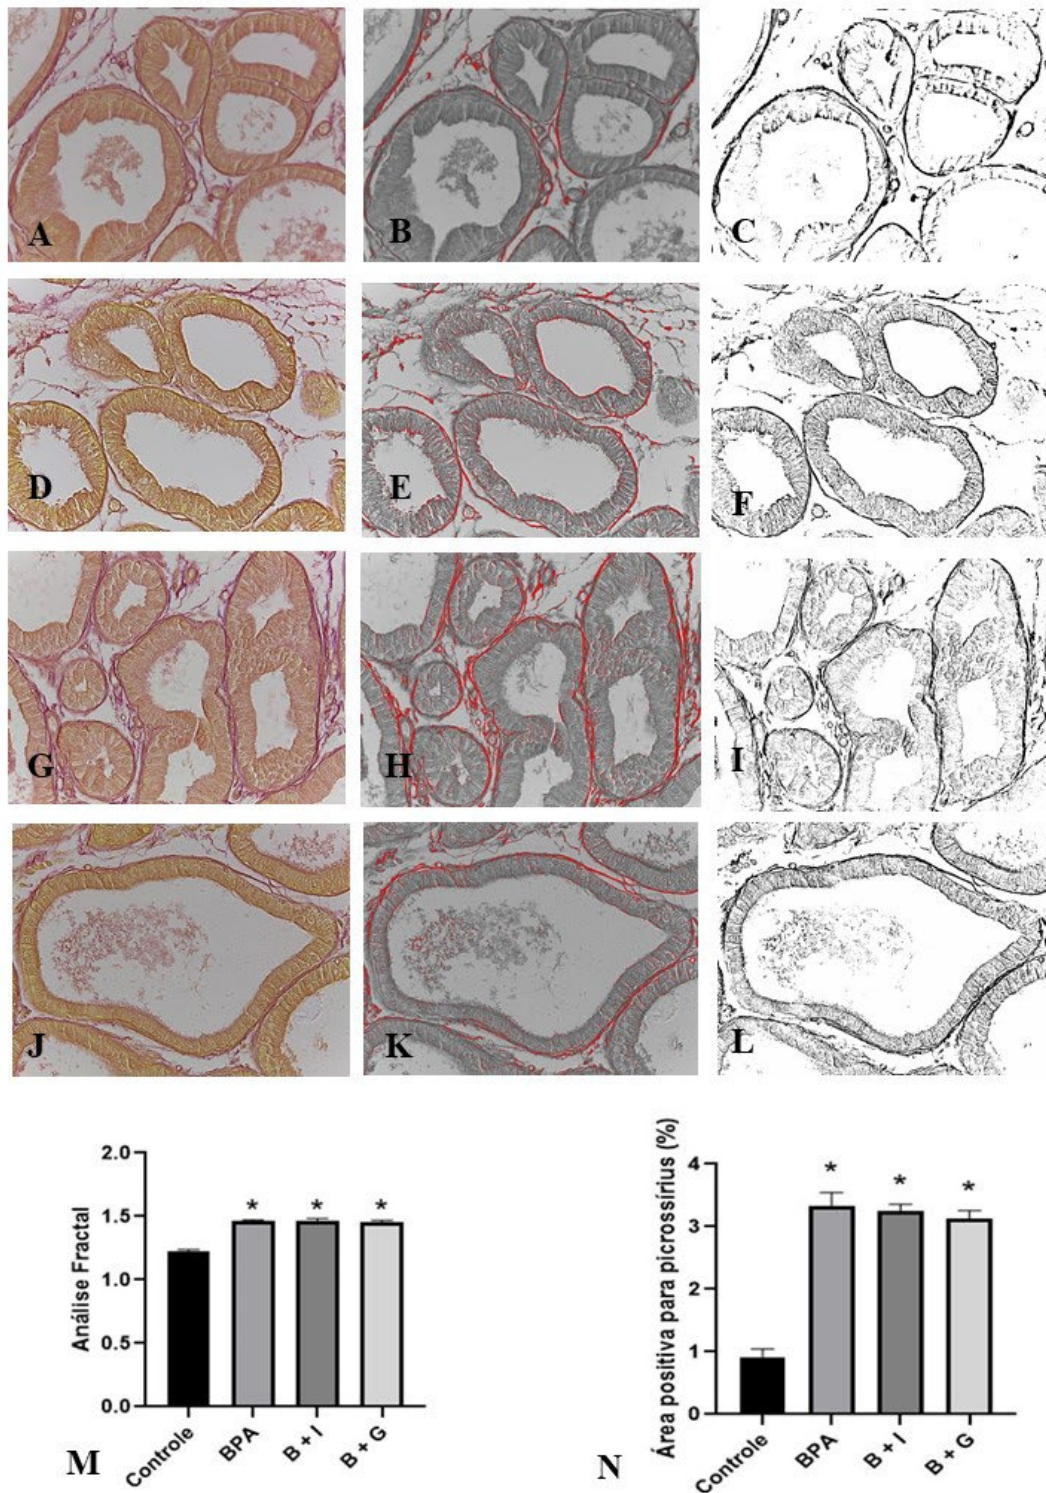 A
B
C
D
E
F
G
H
I
J
K
L
Análise Fractal
2.0
1.5
1.0
0.5
0.0
* * *
Controle
BPA
B + I
B + G
M
Área positiva para picrossírius (%)
4
3
2
1
0
* * *
Controle
BPA
B + I
B + G
N